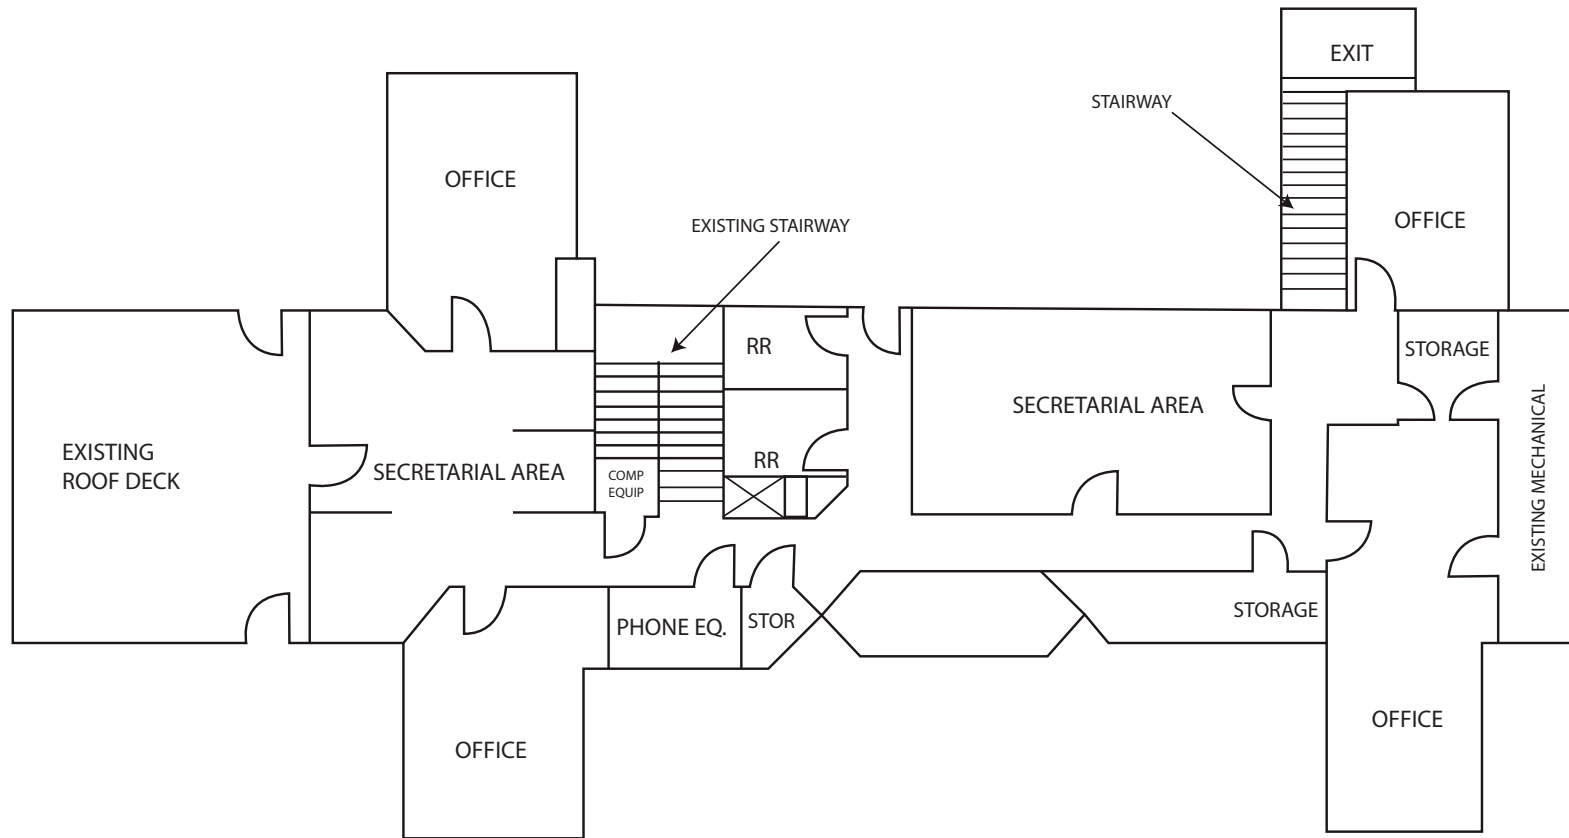 EXIT
STAIRWAY
OFFICE
OFFICE
EXISTING STAIRWAY
RR
STORAGE
SECRETARIAL AREA
EXISTING
ROOF DECK
SECRETARIAL AREA
COMP
EQUIP
RR
EXISTING MECHANICAL
PHONE EQ.
STOR
STORAGE
OFFICE
OFFICE